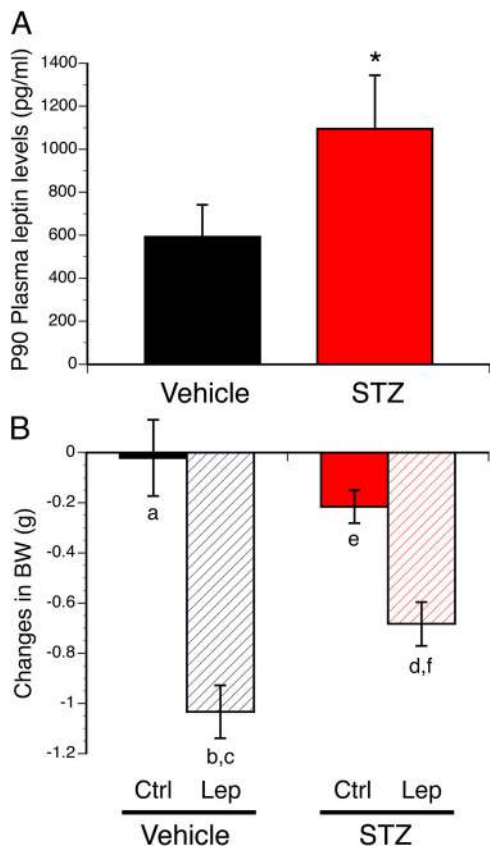 A
P90 Plasma leptin levels (pg/ml)
1400
1200
1000
800
600
400
200
0
*
Vehicle
STZ
B
Changes in BW (g)
0
-0.2
-0.4
-0.6
-0.8
-1
-1.2
a
b,c
e
d,f
Ctrl Lep Ctrl Lep
Vehicle STZ